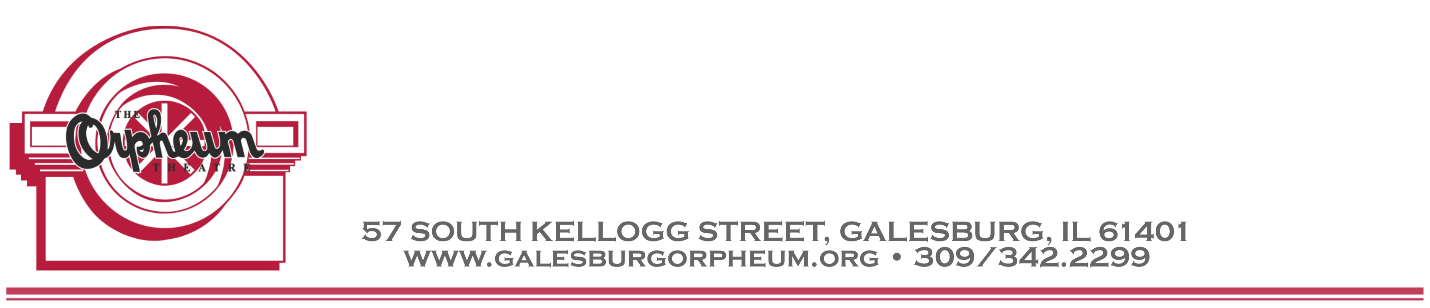 THE
Orpheum
THEATRE
57 SOUTH KELLOGG STREET, GALESBURG, IL 61401
WWW.GALESBURGORPHEUM.ORG • 309/342.2299